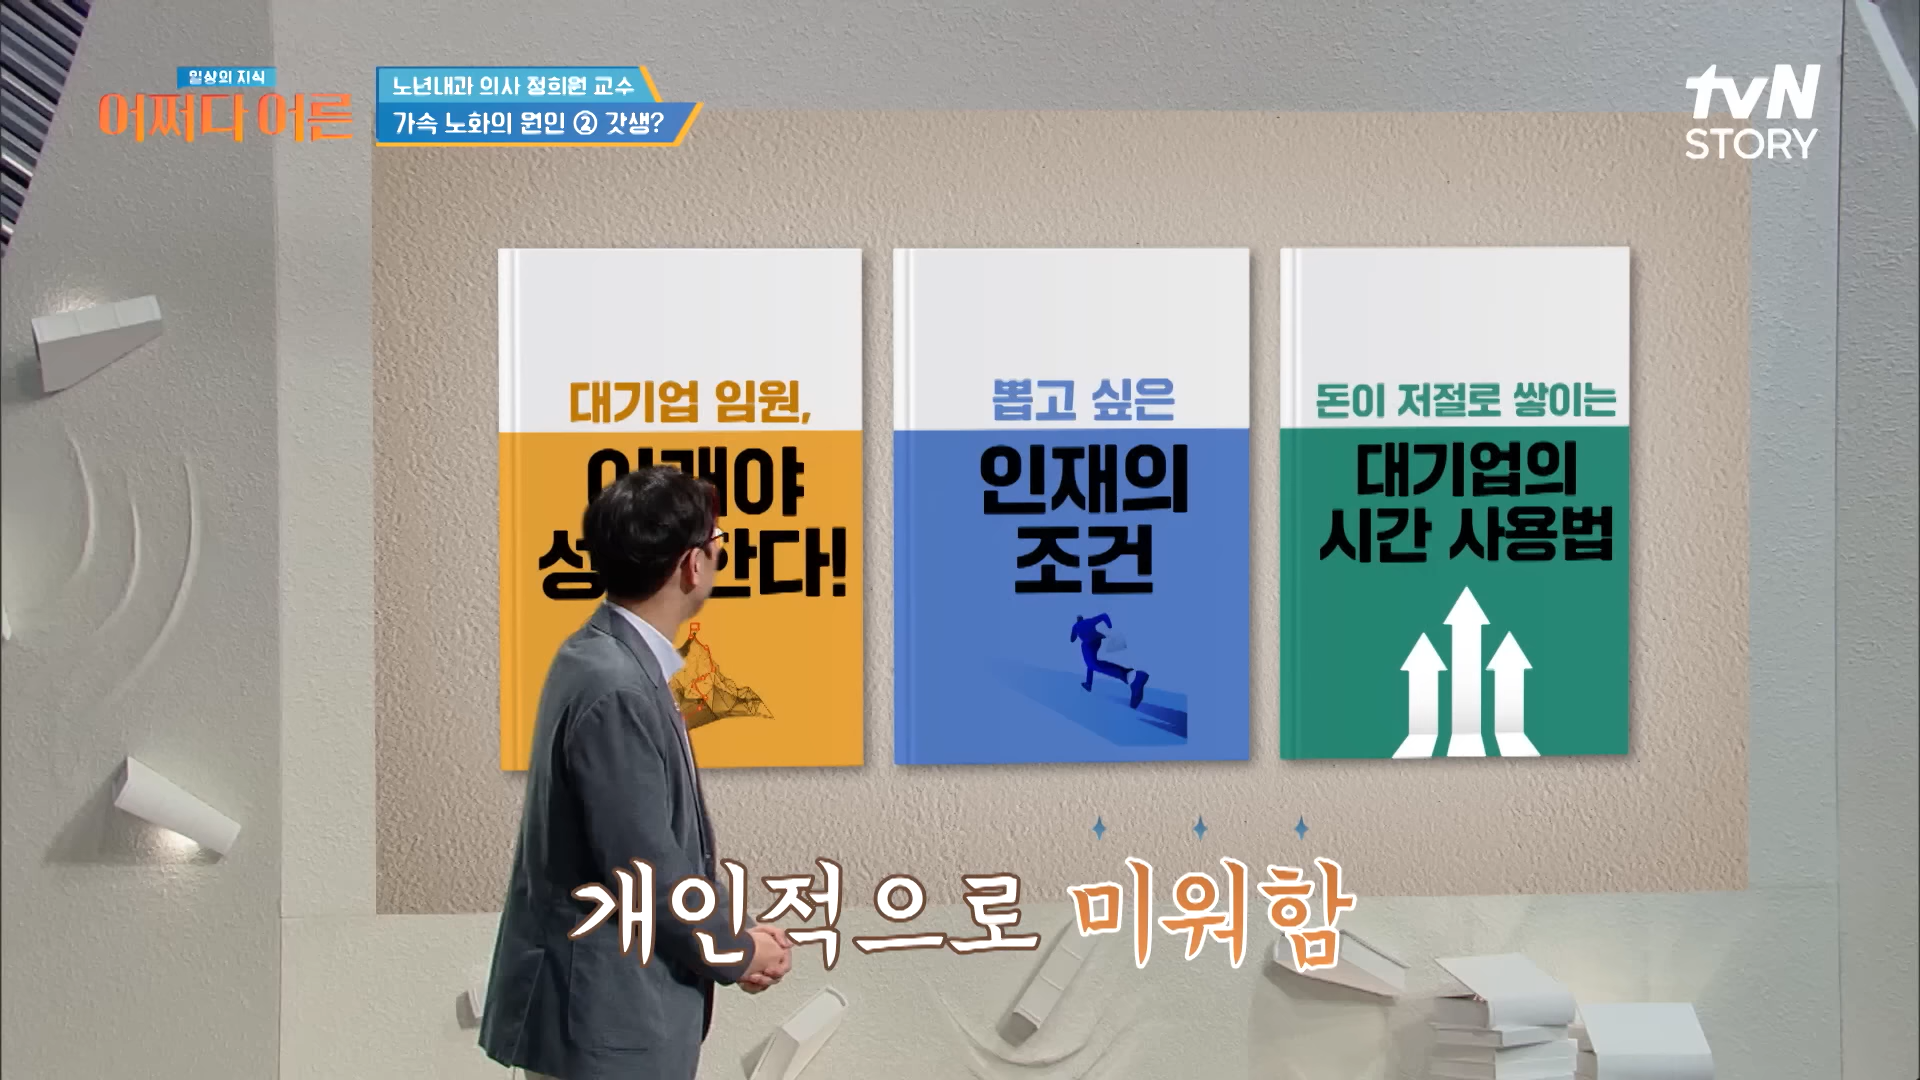 일상의 지식
어쩌다 어른
노년내과 의사 정희원 교수
가속 노화의 원인 ② 갓생?
tvN
STORY
대기업 임원,
성
한다!
뽑고 싶은
인재의
조건
돈이 저절로 쌓이는
대기업의
시간 사용법
개인적으로 미워함